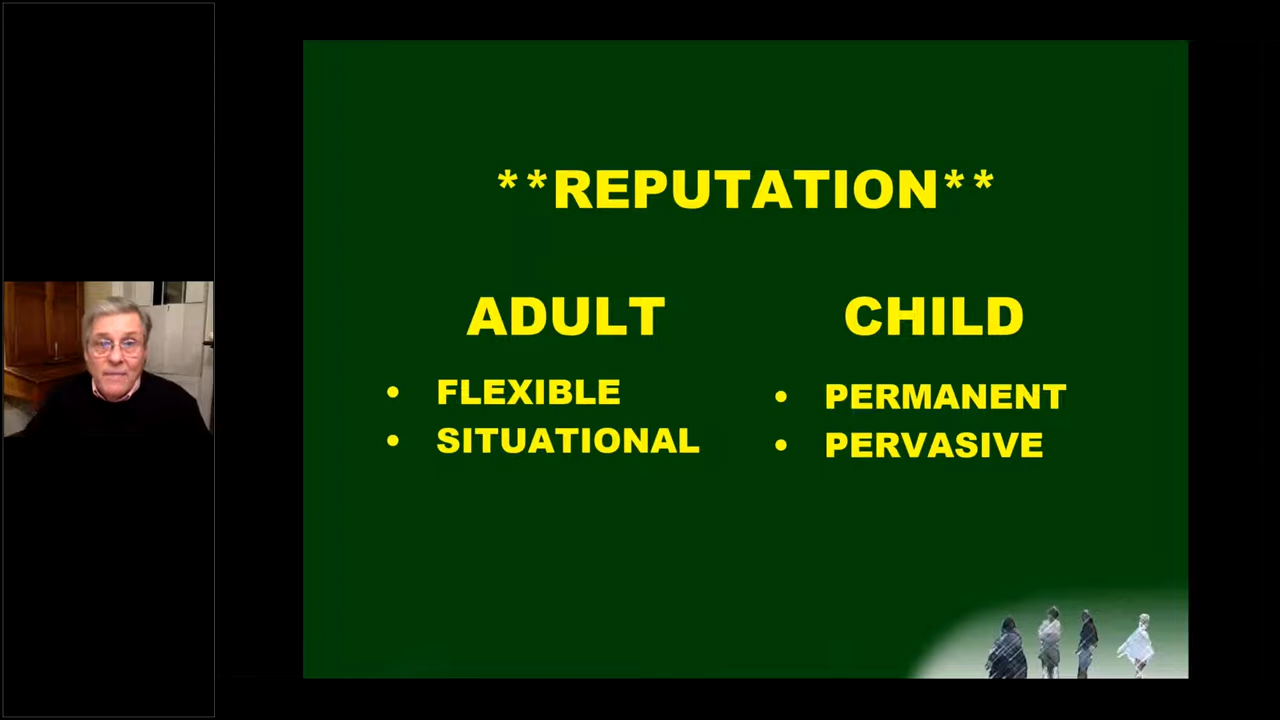 **REPUTATION**
ADULT
• FLEXIBLE
• SITUATIONAL
CHILD
• PERMANENT
• PERVASIVE